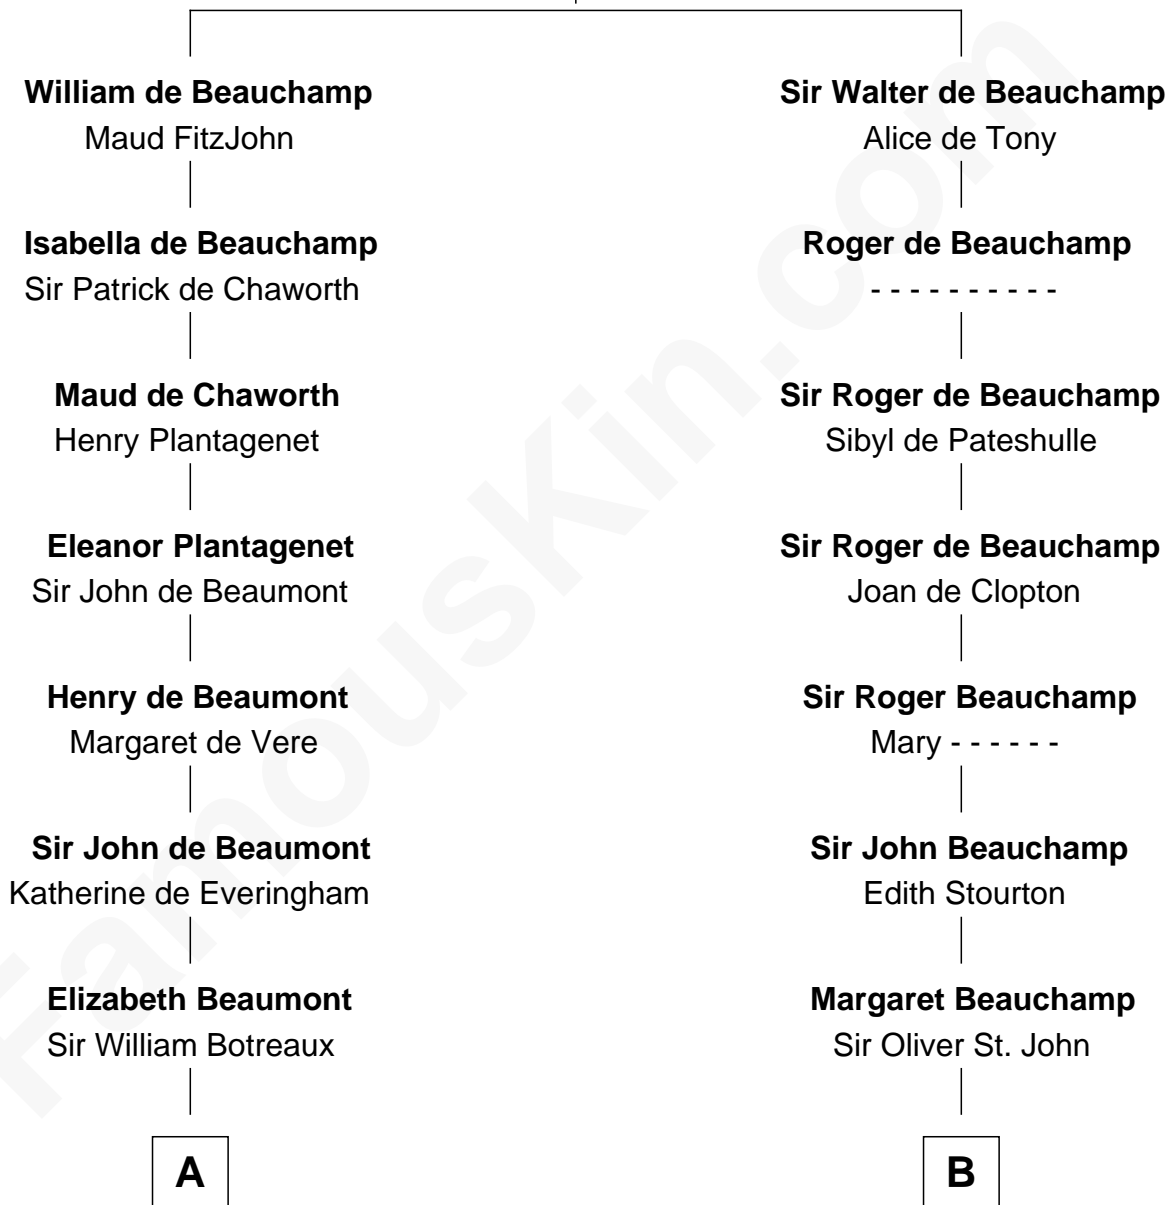 William de Beauchamp
Maud FitzJohn
Isabella de Beauchamp
Sir Patrick de Chaworth
Maud de Chaworth
Henry Plantagenet
Eleanor Plantagenet
Sir John de Beaumont
Henry de Beaumont
Margaret de Vere
Sir John de Beaumont
Katherine de Everingham
Elizabeth Beaumont
Sir William Botreaux
A
Sir Walter de Beauchamp
Alice de Tony
Roger de Beauchamp
- - - - - - - - - -
Sir Roger de Beauchamp
Sibyl de Pateshulle
Sir Roger de Beauchamp
Joan de Clopton
Sir Roger Beauchamp
Mary - - - - - -
Sir John Beauchamp
Edith Stourton
Margaret Beauchamp
Sir Oliver St. John
B
FamousKin.com